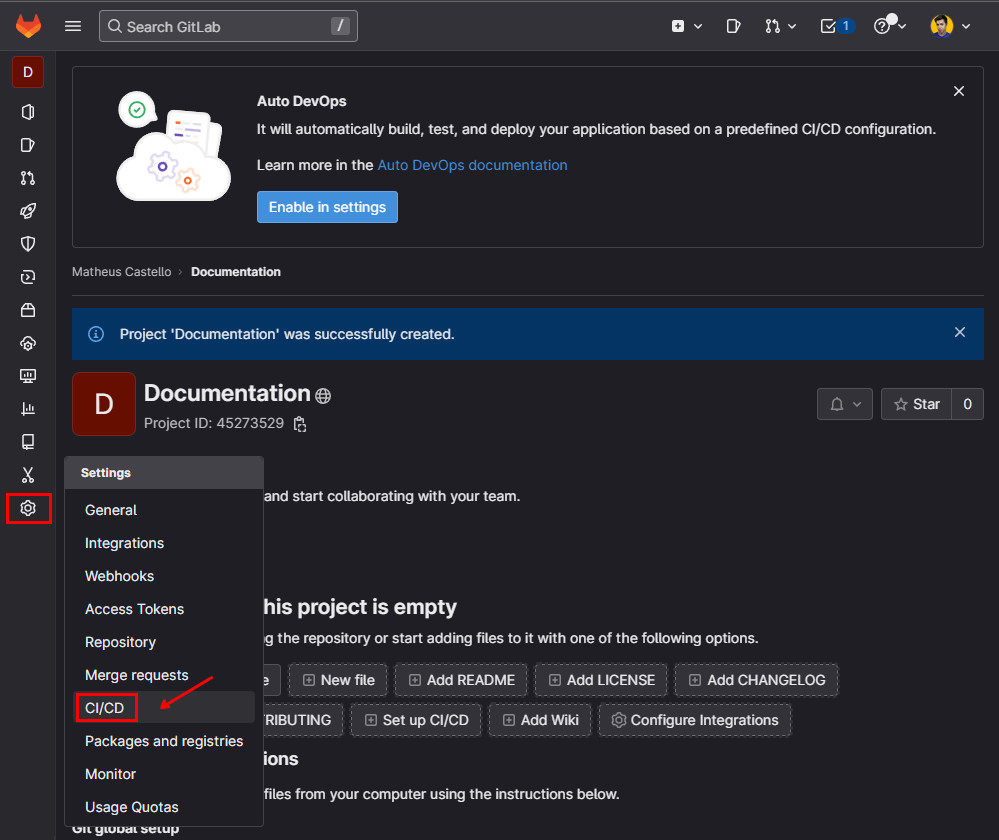 Search GitLab
/
1
D
Auto DevOps
It will automatically build, test, and deploy your application based on a predefined CI/CD configuration.
Learn more in the Auto DevOps documentation
Enable in settings
Matheus Castello › Documentation
Project 'Documentation' was successfully created.
D
Documentation
Project ID: 45273529
Star
0
Settings
General
Integrations
Webhooks
Access Tokens
Repository
Merge requests
CI/CD
Packages and registries
Monitor
Usage Quotas
and start collaborating with your team.
his project is empty
the repository or start adding files to it with one of the following options.
New file
Add README
Add LICENSE
Add CHANGELOG
TRIBUTING
Set up CI/CD
Add Wiki
Configure Integrations
ions
files from your computer using the instructions below.
Git global setup